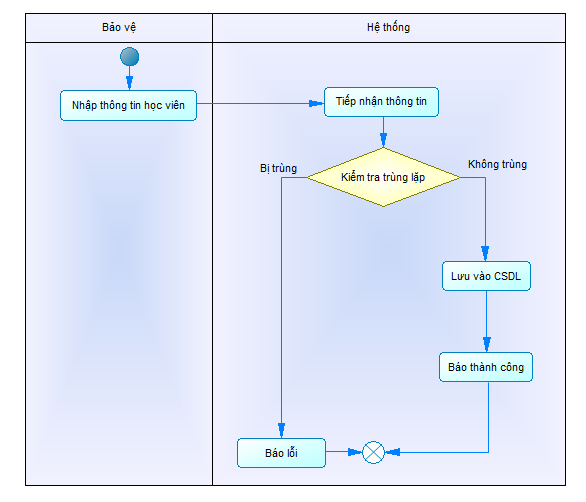 Bảo vệ
Hệ thống
Nhập thông tin học viên
Tiếp nhận thông tin
Kiểm tra trùng lặp
Bị trùng
Không trùng
Lưu vào CSDL
Báo thành công
Báo lỗi